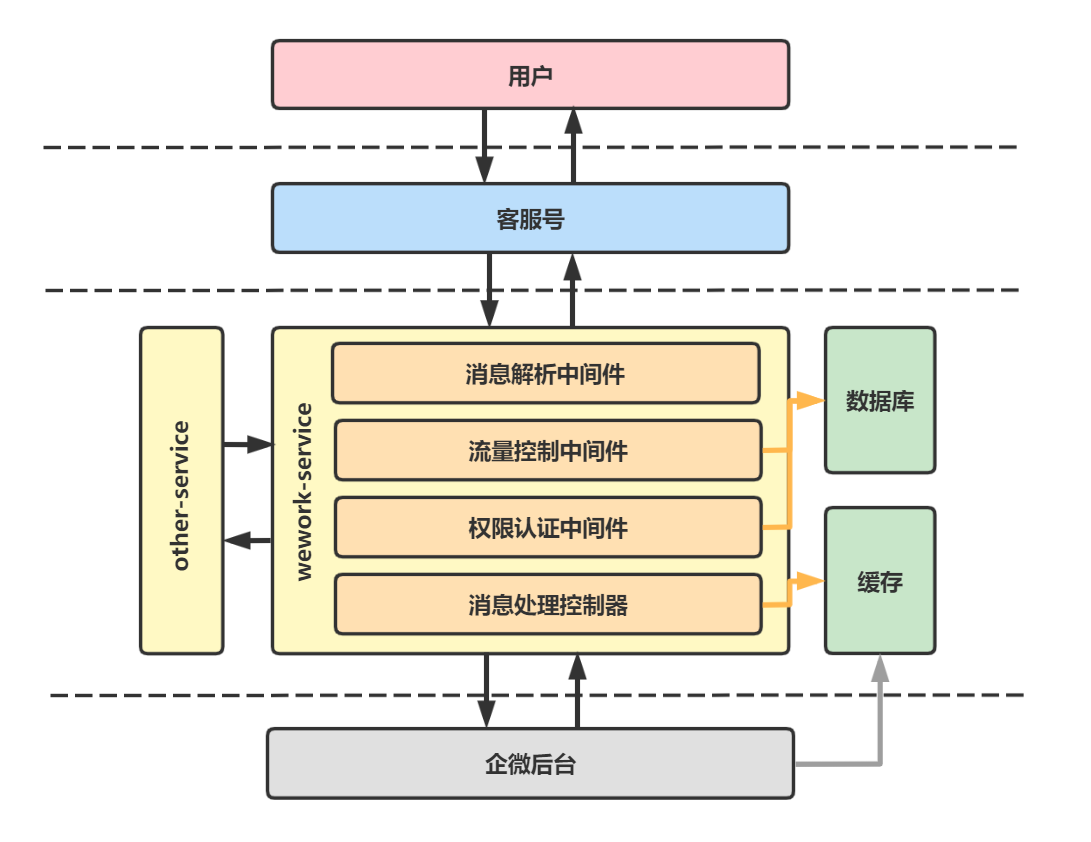 用户
客服号
other-service
wework-service
消息解析中间件
流量控制中间件
权限认证中间件
消息处理控制器
数据库
缓存
企微后台